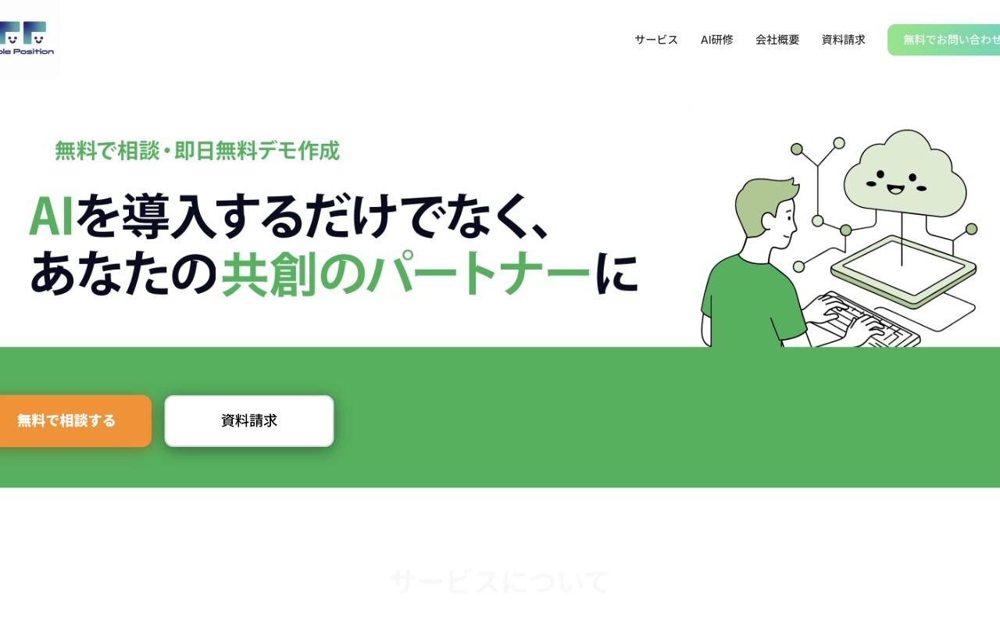 Position
サービス
AI研修
会社概要
資料請求
無料でお問い合わせ
無料で相談・即日無料デモ作成
AIを導入するだけでなく、
あなたの共創のパートナーに
無料で相談する
資料請求
サービスについて